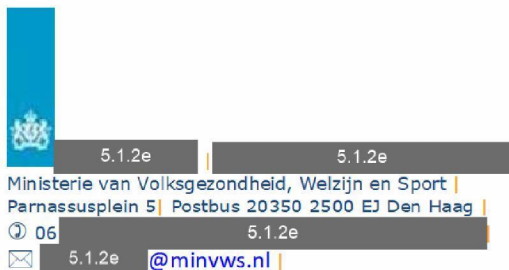 5.1.2e | 5.1.2e
Ministerie van Volksgezondheid, Welzijn en Sport |
Parnassusplein 5| Postbus 20350 2500 EJ Den Haag |
06 5.1.2e |
5.1.2e @minvws.nl |